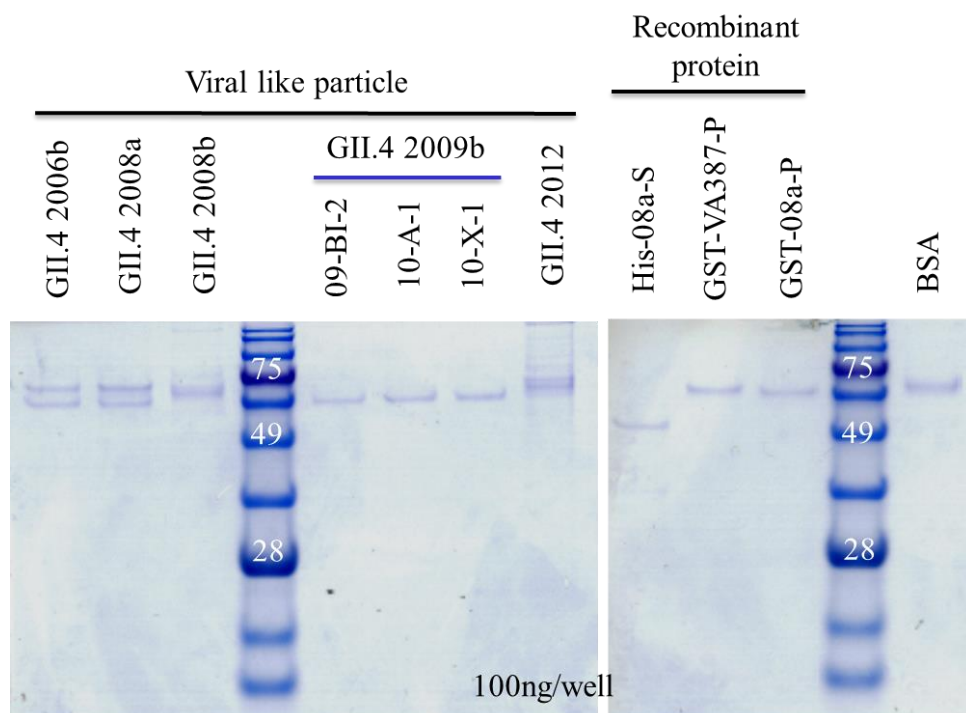 Recombinant
protein
Viral like particle
GII.4 2006b
GII.4 2008a
GII.4 2008b
GII.4 2009b
09-BI-2
10-A-1
10-X-1
GII.4 2012
His-08a-S
GST-VA387-P
GST-08a-P
BSA
75
49
28
75
49
28
100ng/well